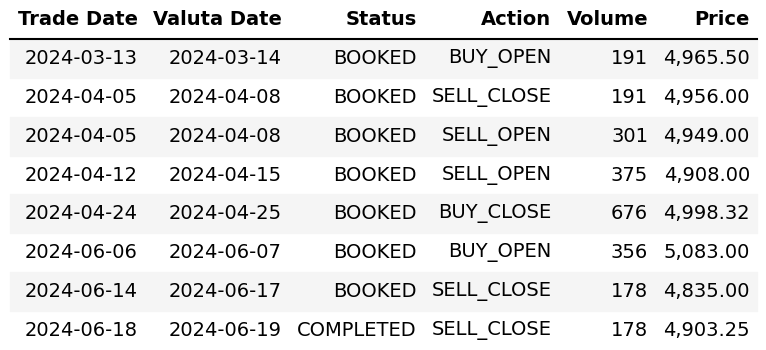 Trade Date Valuta Date Status Action Volume Price
2024-03-13 2024-03-14 BOOKED BUY_OPEN 191 4,965.50
2024-04-05 2024-04-08 BOOKED SELL_CLOSE 191 4,956.00
2024-04-05 2024-04-08 BOOKED SELL_OPEN 301 4,949.00
2024-04-12 2024-04-15 BOOKED SELL_OPEN 375 4,908.00
2024-04-24 2024-04-25 BOOKED BUY_CLOSE 676 4,998.32
2024-06-06 2024-06-07 BOOKED BUY_OPEN 356 5,083.00
2024-06-14 2024-06-17 BOOKED SELL_CLOSE 178 4,835.00
2024-06-18 2024-06-19 COMPLETED SELL_CLOSE 178 4,903.25